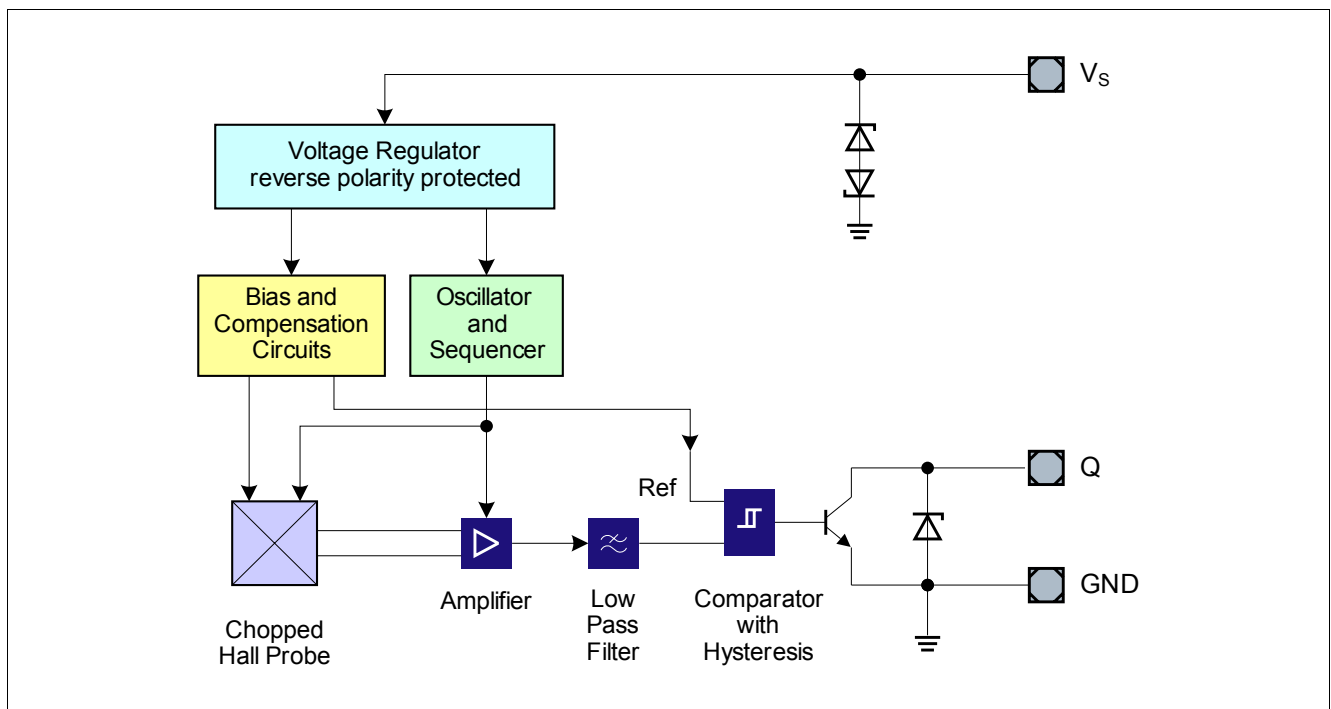 V_S
Voltage Regulator
reverse polarity protected
Bias and
Compensation
Circuits
Oscillator
and
Sequencer
Ref
Q
GND
Amplifier
Low
Pass
Filter
Comparator
with
Hysteresis
Chopped
Hall Probe